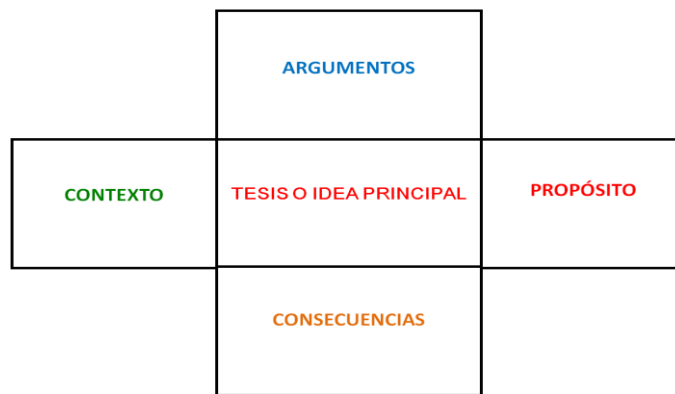 ARGUMENTOS
CONTEXTO
TESIS O IDEA PRINCIPAL
PROPÓSITO
CONSECUENCIAS